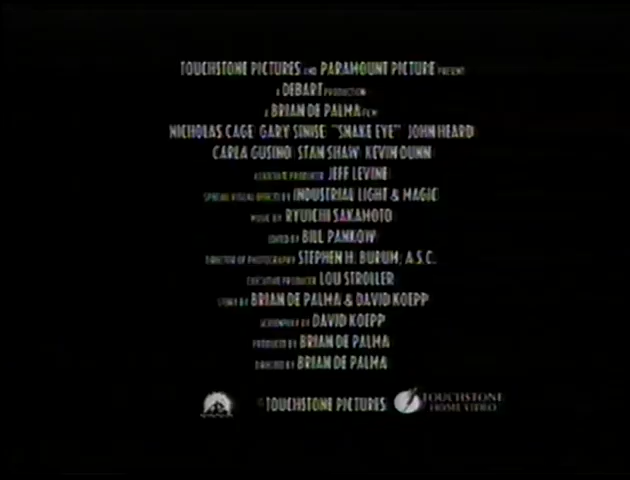 TOUCHSTONE PICTURES AND PARAMOUNT PICTURE PRESENT
A DEBART PRODUCTION
A BRIAN DE PALMA FILM
NICHOLAS CAGE GARY SINISE "SNAKE EYE" JOHN HEARD
CARLA GUSINO STAN SHAW KEVIN DUNN
PRODUCER JEFF LEVINE
SPECIAL VISUAL EFFECTS BY INDUSTRIAL LIGHT & MAGIC
MUSIC BY RYUICHI SAKAMOTO
EDITED BY BILL PANKOW
DIRECTOR OF PHOTOGRAPHY STEPHEN H. BURUM; A.S.C.
EXECUTIVE PRODUCER LOU STROLLER
STORY BY BRIAN DE PALMA & DAVID KOEPP
SCREENPLAY BY DAVID KOEPP
PRODUCED BY BRIAN DE PALMA
DIRECTED BY BRIAN DE PALMA
© TOUCHSTONE PICTURES TOUCHSTONE
HOME VIDEO